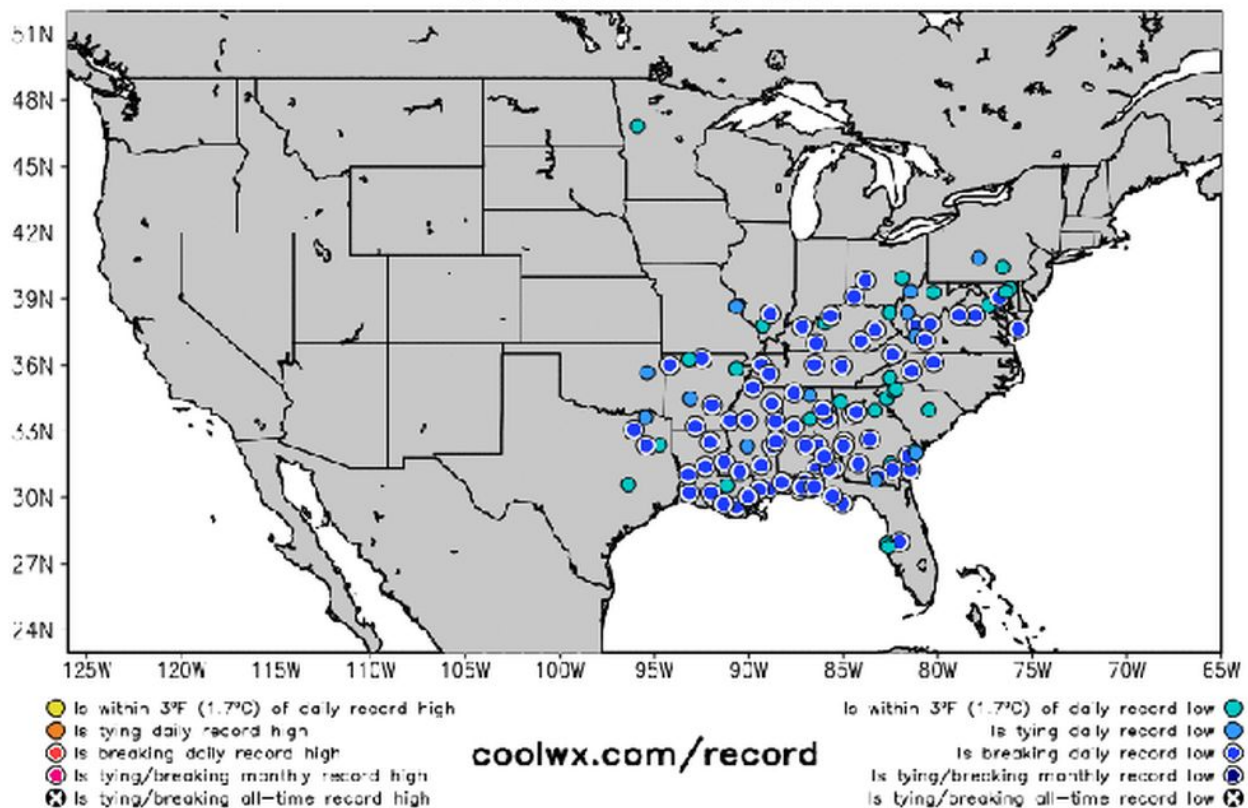 51N
48N
45N
42N
39N
36N
33N
30N
27N
24N
125W 120W 115W 110W 105W 100W 95W 90W 85W 80W 75W 70W 65W
Is within 3°F (1.7°C) of daily record high
Is tying daily record high
Is breaking daily record high
Is tying/breaking monthly record high
Is tying/breaking all-time record high
coolwx.com/record
Is within 3°F (1.7°C) of daily record low
Is tying daily record low
Is breaking daily record low
Is tying/breaking monthly record low
Is tying/breaking all-time record low